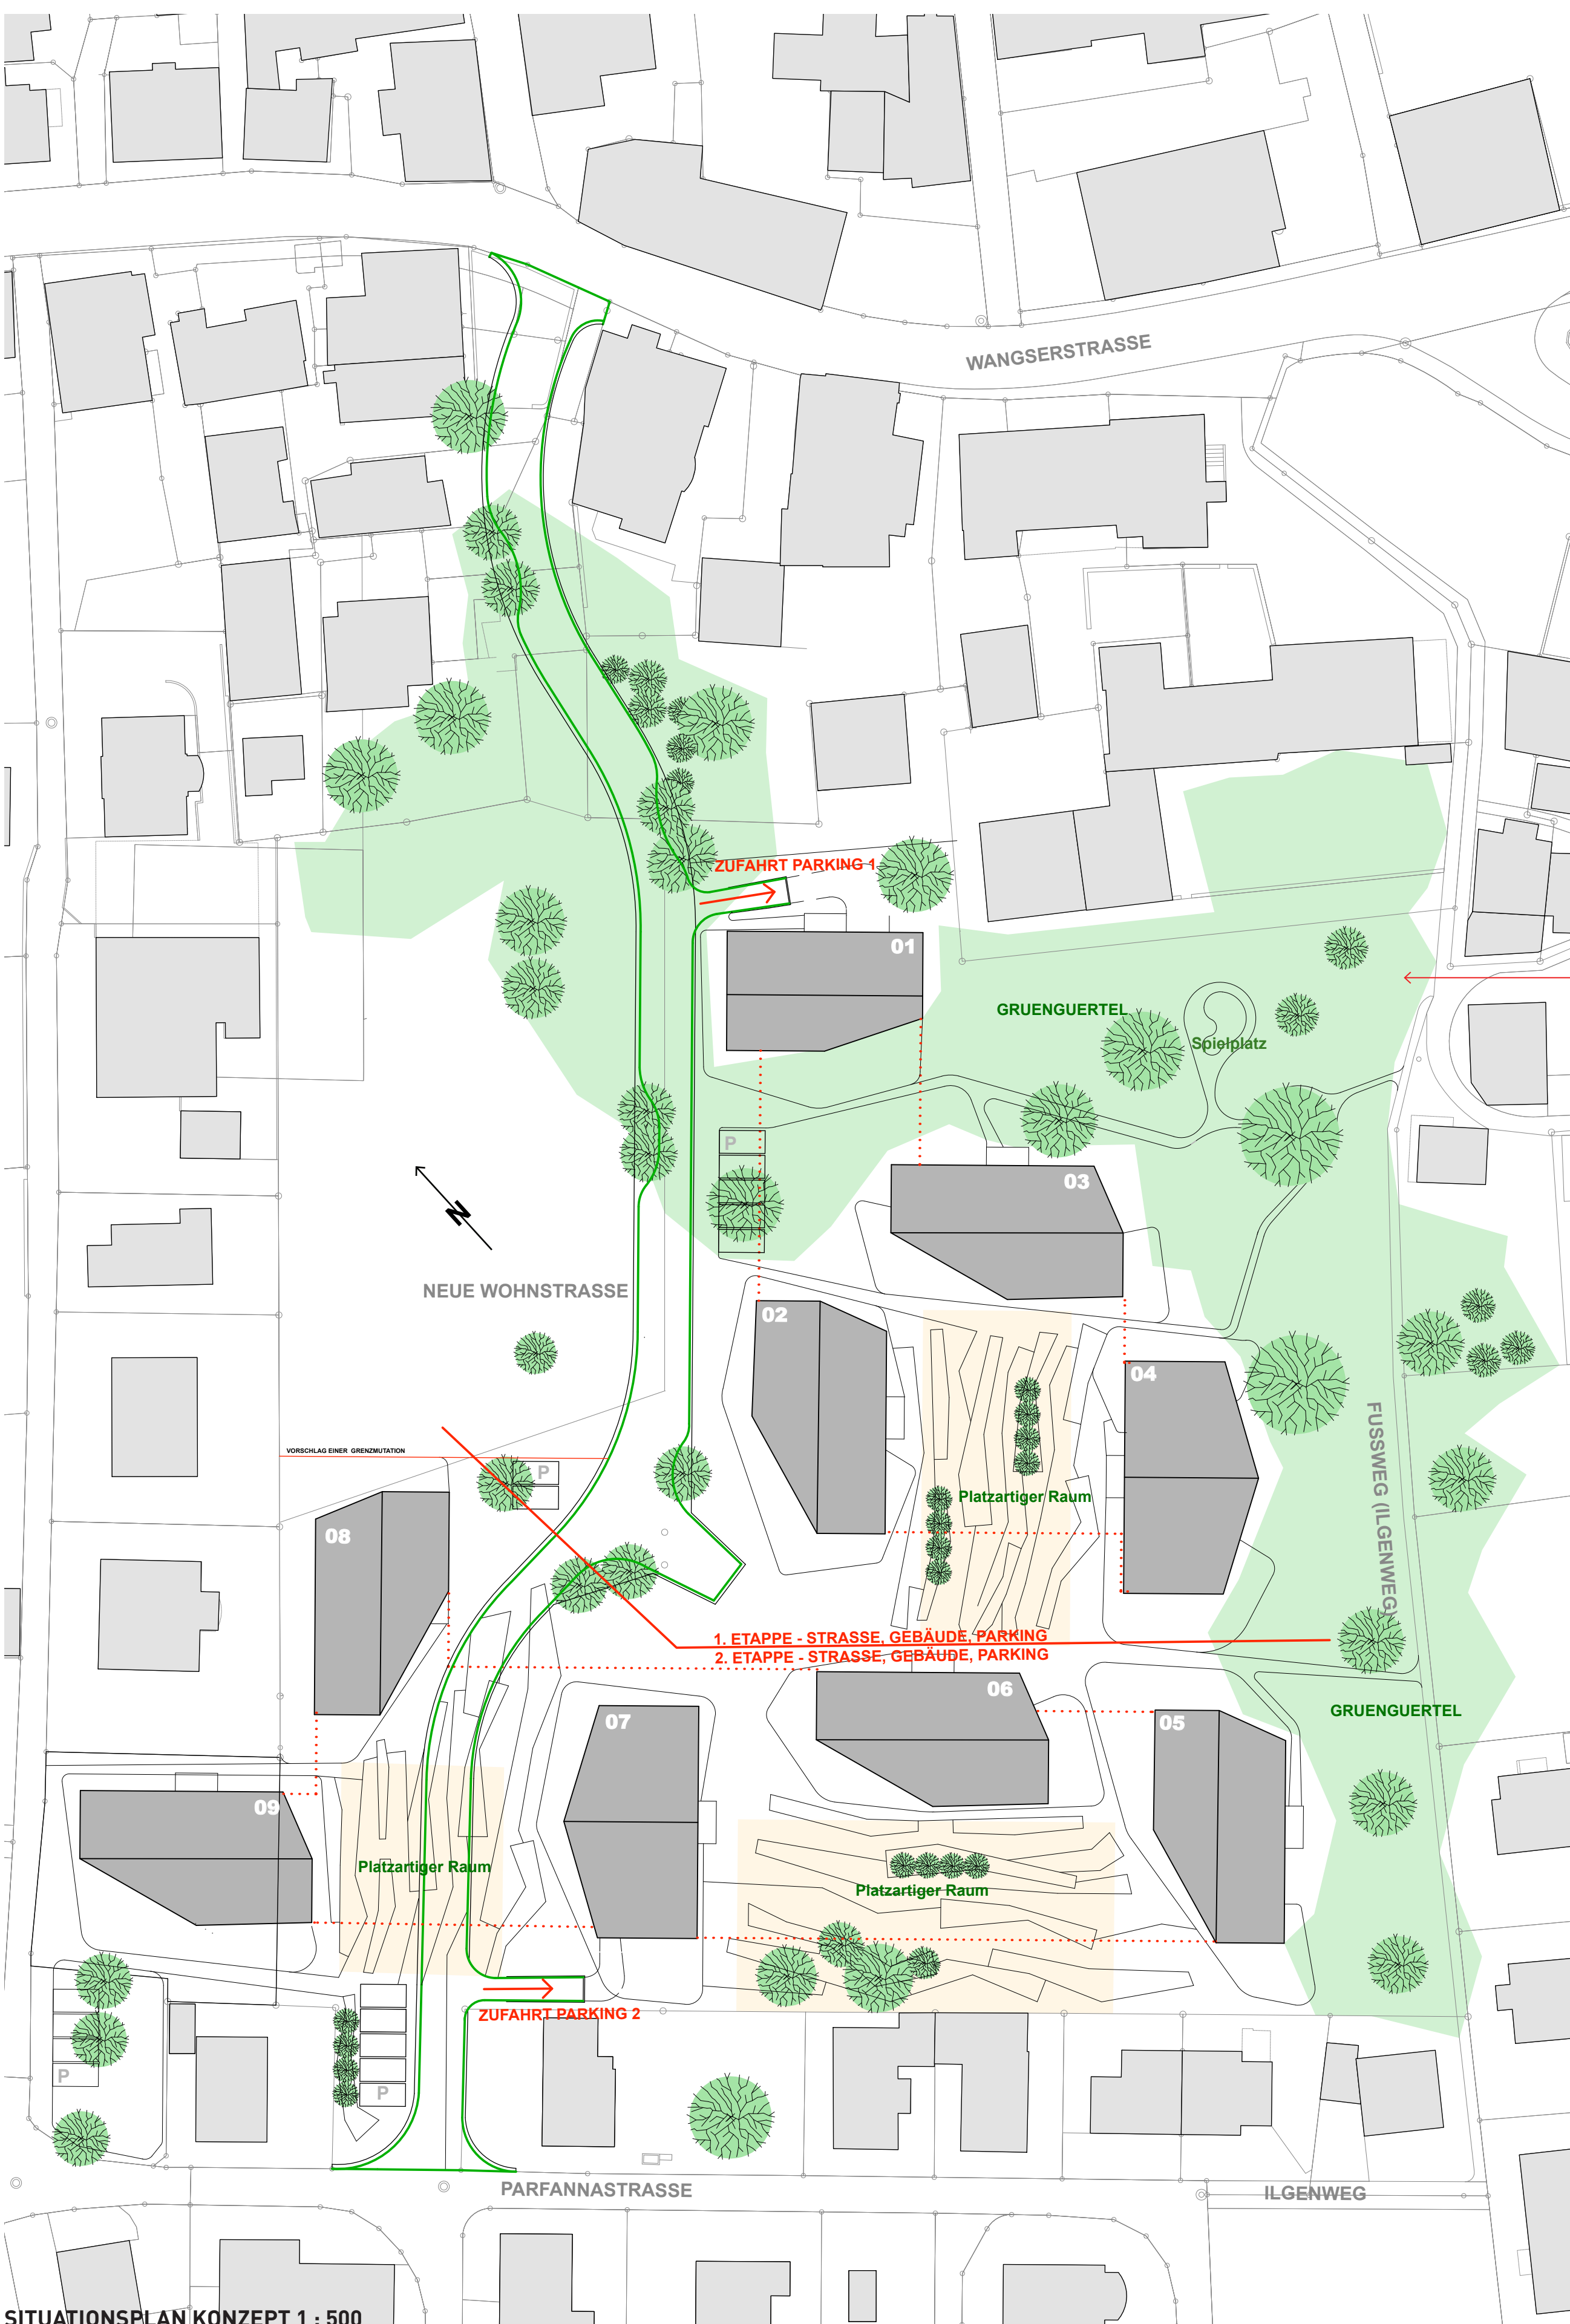 WANGSERSTRASSE
ZUFAHRT PARKING 1
01
GRUENGUERTEL
Spielplatz
P
03
N
NEUE WOHNSTRASSE
02
04
FUSSWEG (ILGENWEG)
VORSCHLAG EINER GRENZMUTATION
P
Platzartiger Raum
08
1. ETAPPE - STRASSE, GEBÄUDE, PARKING
2. ETAPPE - STRASSE, GEBÄUDE, PARKING
06
07
05
GRUENGUERTEL
09
Platzartiger Raum
Platzartiger Raum
ZUFAHRT PARKING 2
P
P
PARFANNASTRASSE
ILGENWEG
SITUATIONSPLAN KONZEPT 1 : 500